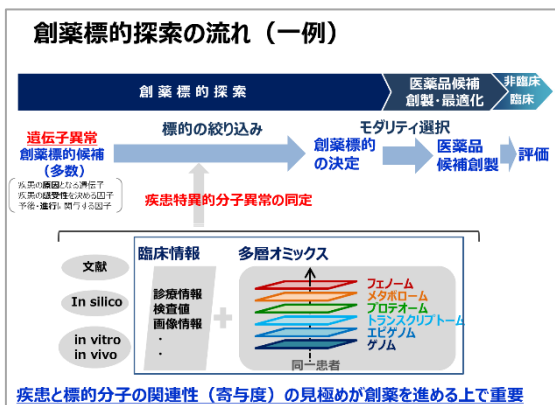 創薬標的探索の流れ（一例）
創薬標的探索
医薬品候補
創製・最適化
非臨床
臨床
遺伝子異常
創薬標的候補
（多数）
疾患の原因となる遺伝子
疾患の感受性を決める因子
予後・進行に関与する因子
標的の絞り込み
創薬標的
の決定
モダリティ選択
医薬品
候補創製
評価
疾患特異的分子異常の同定
文献
In silico
in vitro
in vivo
臨床情報
診療情報
検査値
画像情報
・
・
+
多層オミックス
フェノーム
メタボローム
プロテオーム
トランスクリプトーム
エピゲノム
ゲノム
同一患者
疾患と標的分子の関連性（寄与度）の見極めが創薬を進める上で重要